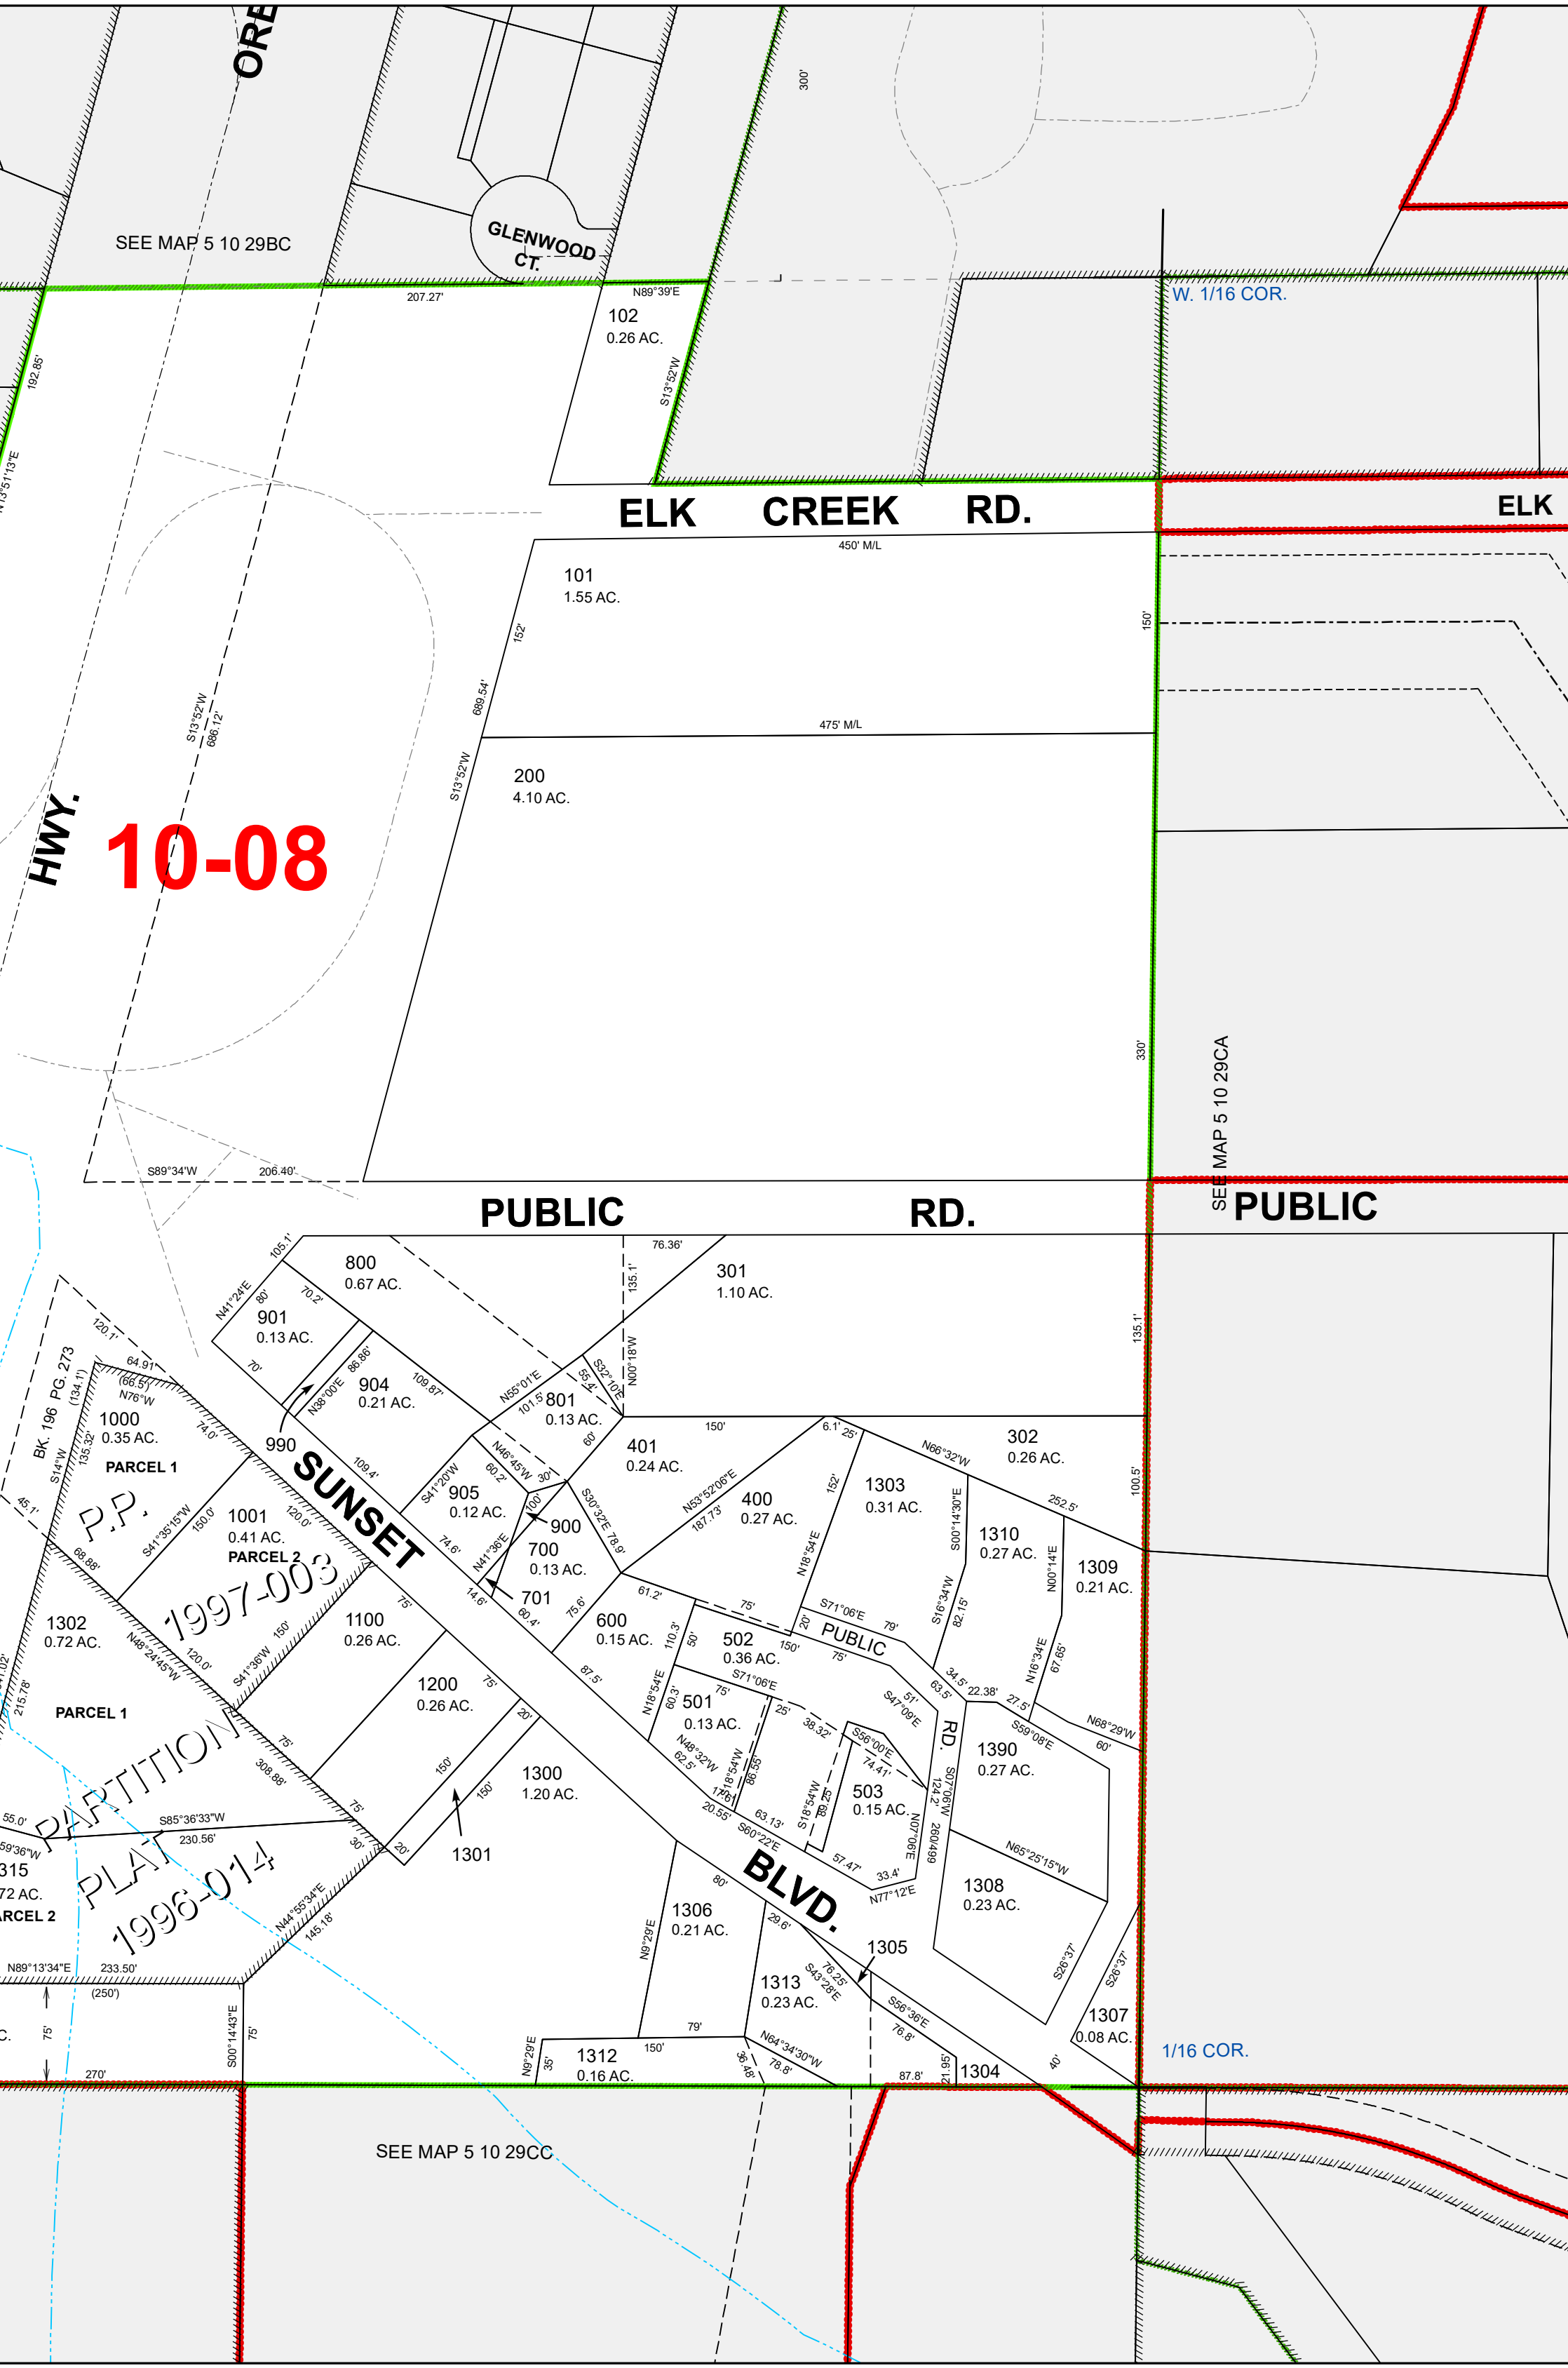 ORE
300'
SEE MAP 5 10 29BC
GLENWOOD
CT.
207.27'
N89°39'E
102
0.26 AC.
W. 1/16 COR.
192.85'
S13°52'W
N13°51'13"E
ELK CREEK RD.
ELK
450' M/L
101
1.55 AC.
152'
150'
689.54'
S13°52'W
686.12'
475' M/L
S13°52'W
200
4.10 AC.
HWY.
10-08
330'
SEE MAP 5 10 29CA
S89°34'W
206.40'
PUBLIC RD.
PUBLIC
105.1'
800
0.67 AC.
76.36'
135.1'
301
1.10 AC.
N41°24'E
80'
70.2'
901
0.13 AC.
120.1'
135.1'
BK. 196 PG. 273
64.91'
(66.5')
N76°W
(134.1')
70'
86.86'
N38°00'E
904
0.21 AC.
109.87'
N55°01'E
101.5'
S32°10'E
55.4'
N00°18'W
801
0.13 AC.
1000
0.35 AC.
74.0'
PARCEL 1
S14°W
135.32'
990
SUNSET
109.4'
60'
150'
6.1'
25'
401
0.24 AC.
N66°32'W
302
0.26 AC.
N46°45'W
60.2'
30'
S41°20'W
905
0.12 AC.
100'
900
N53°52'06"E
187.73'
400
0.27 AC.
152'
1303
0.31 AC.
252.5'
100.5'
45.1'
P.P.
S41°35'15"W
150.0'
1001
0.41 AC.
120.0'
PARCEL 2
1997-003
68.88'
74.6'
N41°36'E
700
0.13 AC.
S30°32'E
78.9'
N18°54'E
S00°14'30"E
1310
0.27 AC.
N00°14'E
1309
0.21 AC.
14.6'
701
60.4'
75.6'
61.2'
75'
1302
0.72 AC.
N48°24'45"W
120.0'
S41°36'W
150'
75'
1100
0.26 AC.
600
0.15 AC.
87.5'
110.3'
50'
502
0.36 AC.
150'
20'
S71°06'E
79'
PUBLIC
75'
S16°34'W
82.15'
N16°34'E
67.65'
215.78'
PARCEL 1
75'
1200
0.26 AC.
20'
N18°54'E
60.3'
S71°06'E
75'
501
0.13 AC.
25'
38.32'
63.5'
34.5'
22.38'
27.5'
51'
S47°09'E
RD.
S59°08'E
N68°29'W
60'
75'
308.88'
PARTITION
150'
150'
1300
1.20 AC.
N48°32'W
62.5'
S18°54'W
86.55'
S56°00'E
74.41'
1390
0.27 AC.
S07°06'W
124.2'
260/499
503
0.15 AC.
S18°54'W
89.25'
N07°06'E
20.55'
63.13'
S60°22'E
57.47'
33.4'
N77°12'E
75'
30'
20'
1301
55.0'
S85°36'33"W
230.56'
PLAT
1996-014
N44°55'34"E
145.18'
N65°25'15"W
1308
0.23 AC.
BLVD.
80'
29.6'
1306
0.21 AC.
N9°29'E
1305
76.25'
S43°28'E
1313
0.23 AC.
S56°36'E
76.8'
S26°37'
S26°37'
N89°13'34"E
233.50'
(250')
75'
S00°14'43"E
75'
1307
0.08 AC.
1/16 COR.
79'
150'
N9°29'E
35'
1312
0.16 AC.
N64°34'30"W
78.8'
36.48'
21.95'
1304
40'
270'
87.8'
SEE MAP 5 10 29CC